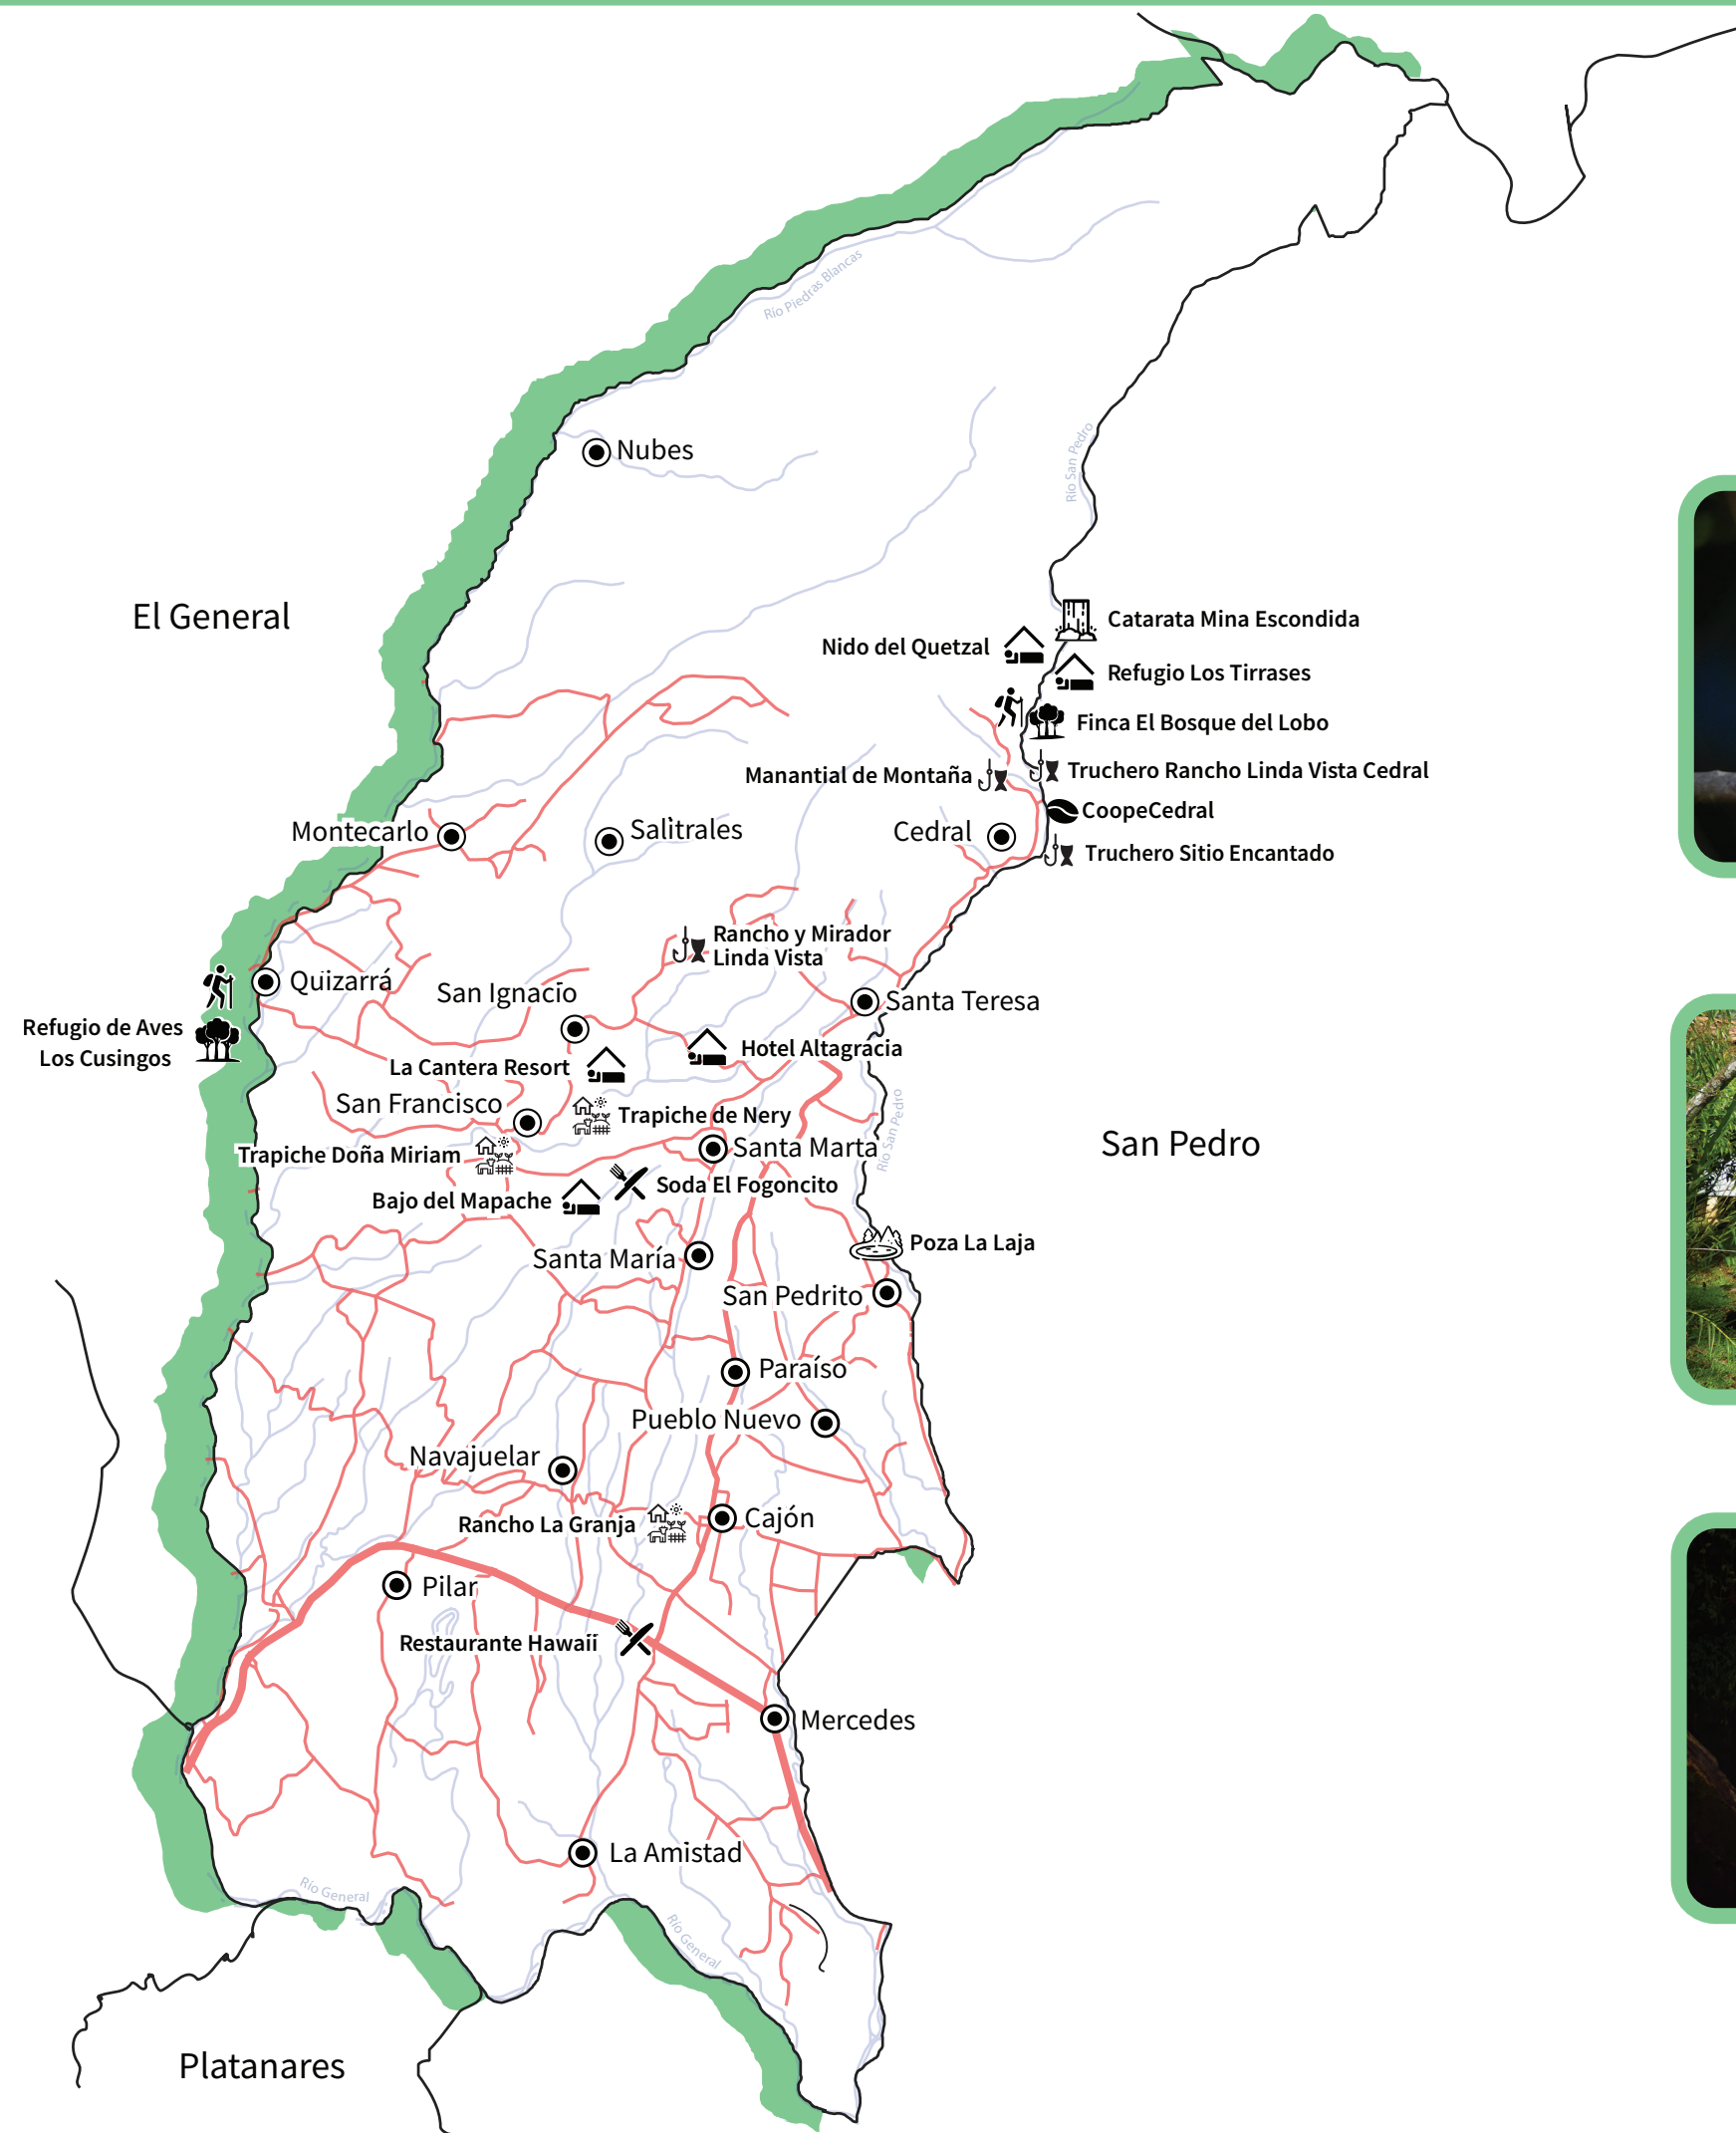 Río Piedras Blancas
Nubes
Río San Pedro
El General
Catarata Mina Escondida
Nido del Quetzal
Refugio Los Tirrases
Finca El Bosque del Lobo
Manantial de Montaña
Truchero Rancho Linda Vista Cedral
CoopeCedral
Montecarlo
Salitrales
Cedral
Truchero Sitio Encantado
Rancho y Mirador
Linda Vista
Quizarrá
San Ignacio
Santa Teresa
Refugio de Aves
Los Cusingos
La Cantera Resort
Hotel Altagracia
San Francisco
Trapiche de Nery
Río San Pedro
San Pedro
Trapiche Doña Miriam
Santa Marta
Bajo del Mapache
Soda El Fogoncito
Santa María
Poza La Laja
San Pedrito
Paraíso
Pueblo Nuevo
Navajuelar
Rancho La Granja
Cajón
Pilar
Restaurante Hawaii
Mercedes
La Amistad
Río General
Río General
Platanares